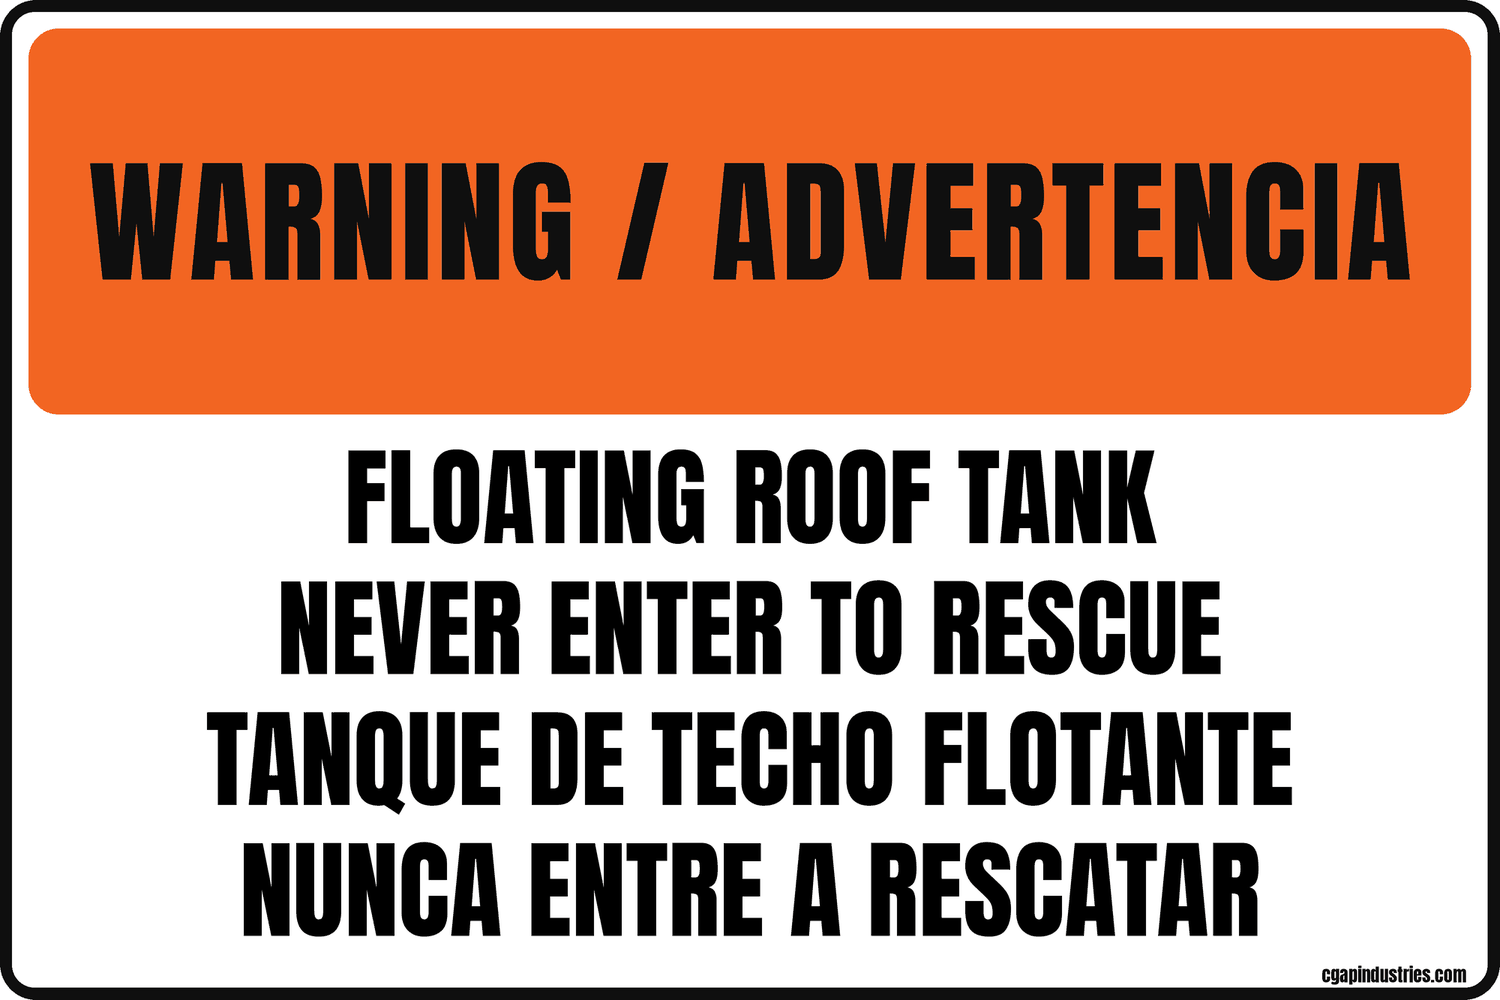 WARNING / ADVERTENCIA
FLOATING ROOF TANK
NEVER ENTER TO RESCUE
TANQUE DE TECHO FLOTANTE
NUNCA ENTRE A RESCATAR
cgapindustries.com